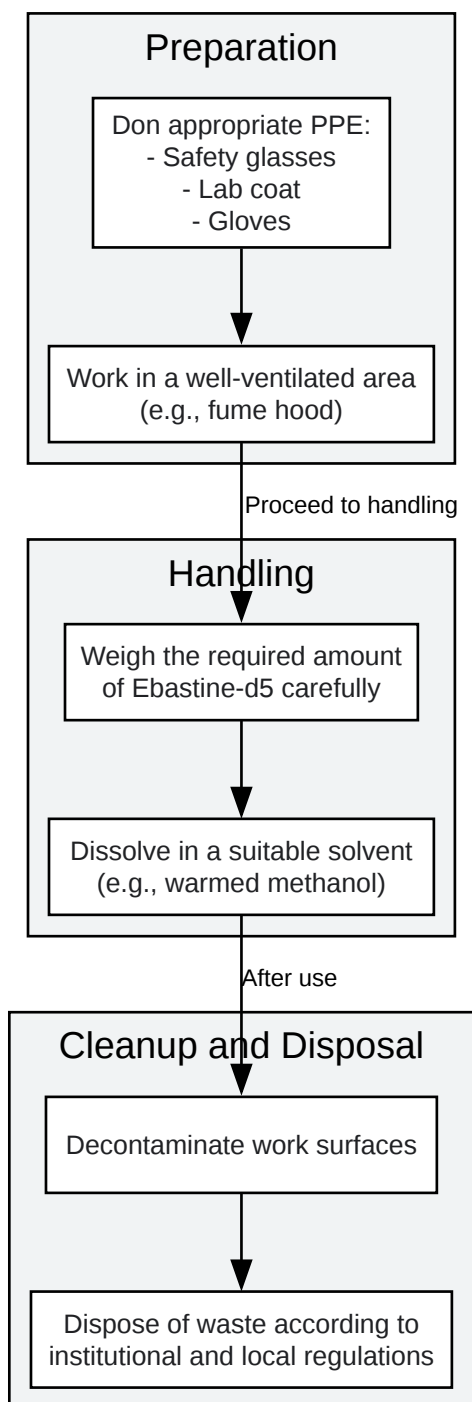 Preparation
Don appropriate PPE:
- Safety glasses
- Lab coat
- Gloves
Work in a well-ventilated area
(e.g., fume hood)
Proceed to handling
Handling
Weigh the required amount
of Ebastine-d5 carefully
Dissolve in a suitable solvent
(e.g., warmed methanol)
After use
Cleanup and Disposal
Decontaminate work surfaces
Dispose of waste according to
institutional and local regulations